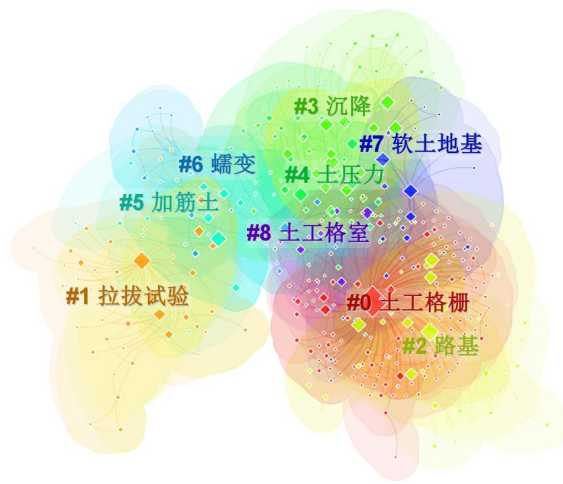 #3 沉降
#7 软土地基
#6 蠕变
#4 土压力
#5 加筋土
#8 土工格室
#1 拉拔试验
#0 土工格栅
#2 路基